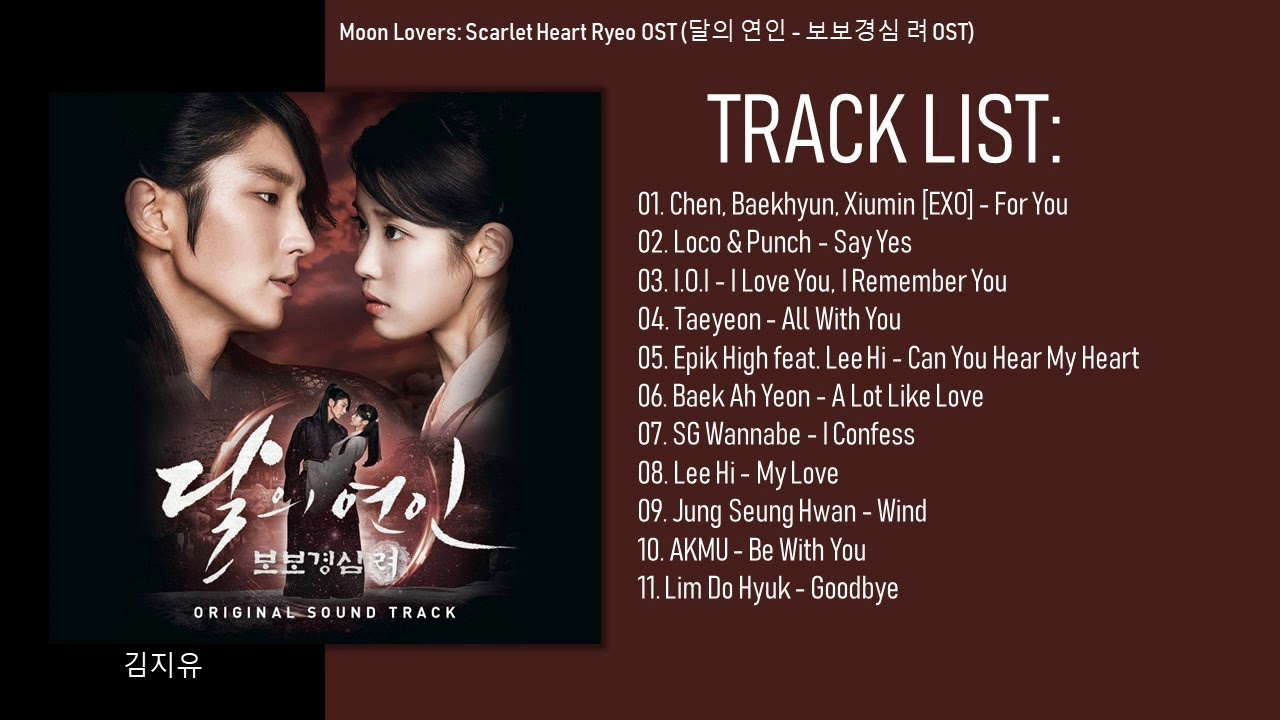 Moon Lovers: Scarlet Heart Ryeo OST (달의 연인 - 보보경심 려 OST)
TRACK LIST:
01. Chen, Baekhyun, Xiumin [EXO] - For You
02. Loco & Punch - Say Yes
03. I.O.I - I Love You, I Remember You
04. Taeyeon - All With You
05. Epik High feat. Lee Hi - Can You Hear My Heart
06. Baek Ah Yeon - A Lot Like Love
07. SG Wannabe - I Confess
08. Lee Hi - My Love
09. Jung Seung Hwan - Wind
10. AKMU - Be With You
11. Lim Do Hyuk - Goodbye
달의 연인
보보경심 려
ORIGINAL SOUND TRACK
김지유